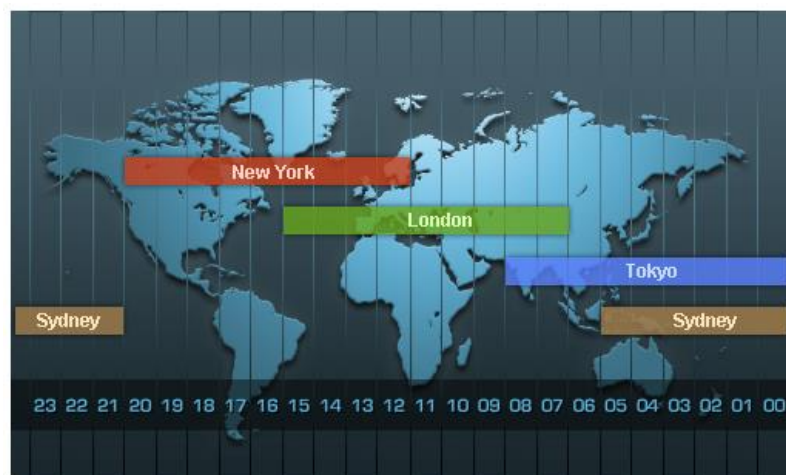 New York
London
Tokyo
Sydney Sydney
23 22 21 20 19 18 17 16 15 14 13 12 11 10 09 08 07 06 05 04 03 02 01 00